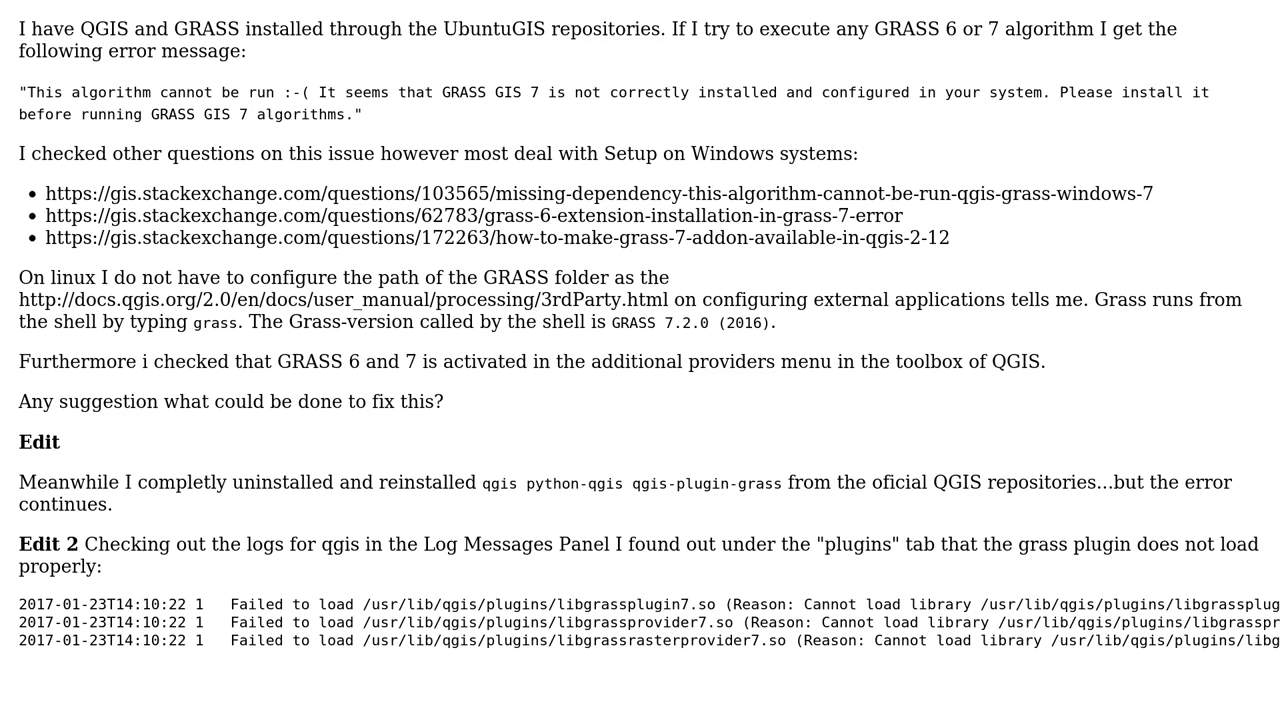 I have QGIS and GRASS installed through the UbuntuGIS repositories. If I try to execute any GRASS 6 or 7 algorithm I get the
following error message:
"This algorithm cannot be run :-( It seems that GRASS GIS 7 is not correctly installed and configured in your system. Please install it
before running GRASS GIS 7 algorithms."
I checked other questions on this issue however most deal with Setup on Windows systems:
• https://gis.stackexchange.com/questions/103565/missing-dependency-this-algorithm-cannot-be-run-qgis-grass-windows-7
• https://gis.stackexchange.com/questions/62783/grass-6-extension-installation-in-grass-7-error
• https://gis.stackexchange.com/questions/172263/how-to-make-grass-7-addon-available-in-qgis-2-12
On linux I do not have to configure the path of the GRASS folder as the
http://docs.qgis.org/2.0/en/docs/user_manual/processing/3rdParty.html on configuring external applications tells me. Grass runs from
the shell by typing grass. The Grass-version called by the shell is GRASS 7.2.0 (2016).
Furthermore i checked that GRASS 6 and 7 is activated in the additional providers menu in the toolbox of QGIS.
Any suggestion what could be done to fix this?
Edit
Meanwhile I completly uninstalled and reinstalled qgis python-qgis qgis-plugin-grass from the oficial QGIS repositories...but the error
continues.
Edit 2 Checking out the logs for qgis in the Log Messages Panel I found out under the "plugins" tab that the grass plugin does not load
properly:
2017-01-23T14:10:22 1 Failed to load /usr/lib/qgis/plugins/libgrassplugin7.so (Reason: Cannot load library /usr/lib/qgis/plugins/libgrassplug
2017-01-23T14:10:22 1 Failed to load /usr/lib/qgis/plugins/libgrassprovider7.so (Reason: Cannot load library /usr/lib/qgis/plugins/libgrasspr
2017-01-23T14:10:22 1 Failed to load /usr/lib/qgis/plugins/libgrassrasterprovider7.so (Reason: Cannot load library /usr/lib/qgis/plugins/libg